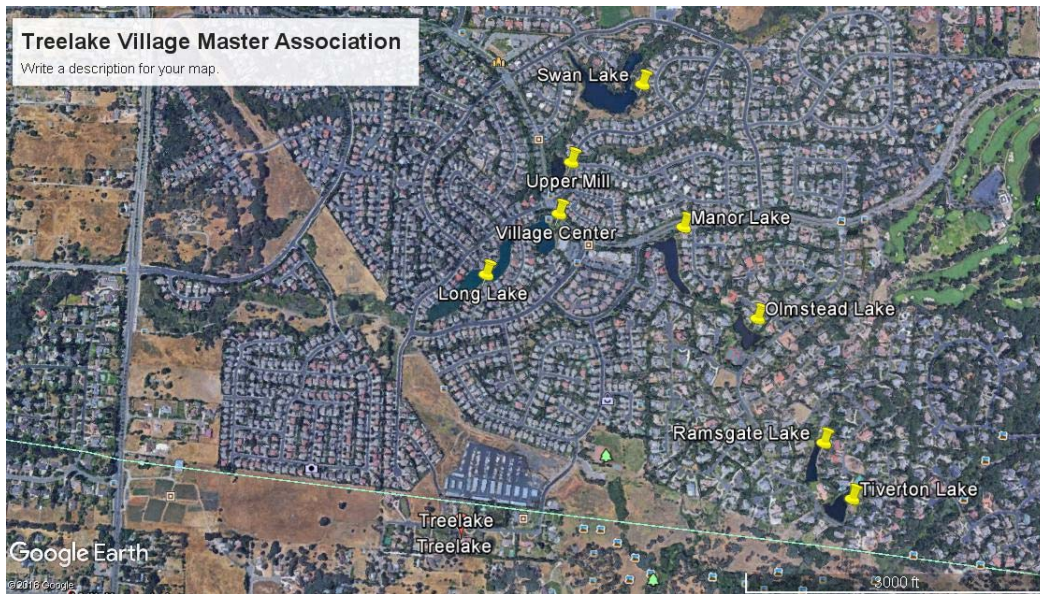 Treelake Village Master Association
Write a description for your map.
Swan Lake
Upper Mill
Manor Lake
Village Center
Long Lake
Olmstead Lake
Ramsgate Lake
Tiverton Lake
Treelake
Treelake
Google Earth
©2016 Google
3000 ft